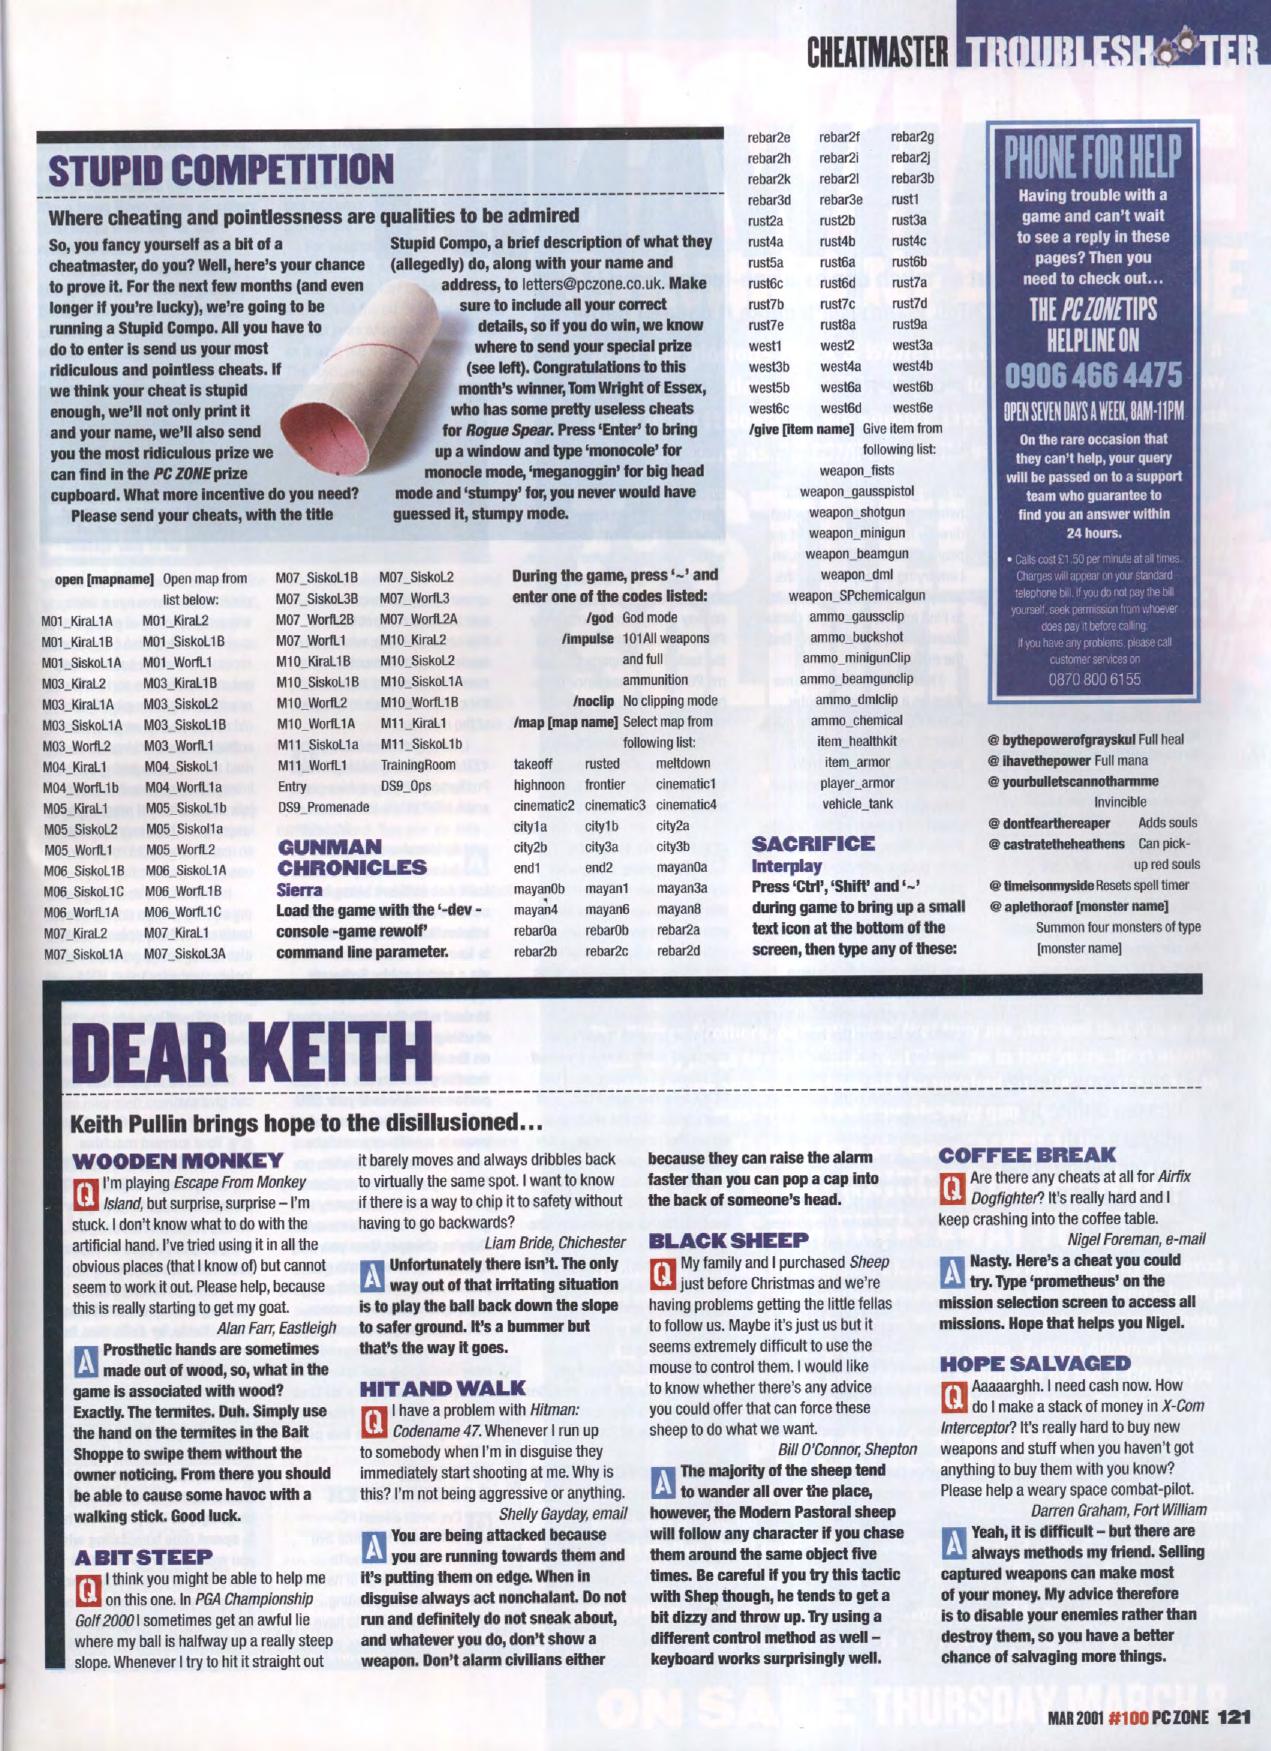 CHEATMASTER TROUBLESHOOTER
STUPID COMPETITION
Where cheating and pointlessness are qualities to be admired
So, you fancy yourself as a bit of a
cheatmaster, do you? Well, here's your chance
to prove it. For the next few months (and even
longer if you're lucky), we're going to be
running a Stupid Compo. All you have to
do to enter is send us your most
ridiculous and pointless cheats. If
we think your cheat is stupid
enough, we'll not only print it
and your name, we'll also send
you the most ridiculous prize we
can find in the PC ZONE prize
cupboard. What more incentive do you need?
Please send your cheats, with the title
Stupid Compo, a brief description of what they
(allegedly) do, along with your name and
address, to letters@pczone.co.uk. Make
sure to include all your correct
details, so if you do win, we know
where to send your special prize
(see left). Congratulations to this
month's winner, Tom Wright of Essex,
who has some pretty useless cheats
for Rogue Spear. Press 'Enter' to bring
up a window and type 'monocole' for
monocle mode, 'meganoggin' for big head
mode and 'stumpy' for, you never would have
guessed it, stumpy mode.
open [mapname] Open map from
list below:
M01_KiraL1A M01_KiraL2
M01_KiraL1B M01_SiskoL1B
M01_SiskoL1A M01_WorfL1
M03_KiraL2 M03_KiraL1B
M03_KiraL1A M03_SiskoL2
M03_SiskoL1A M03_SiskoL1B
M03_WorfL2 M03_WorfL1
M04_KiraL1 M04_SiskoL1
M04_WorfL1b M04_WorfL1a
M05_KiraL1 M05_SiskoL1b
M05_SiskoL2 M05_Siskol1a
M05_WorfL1 M05_WorfL2
M06_SiskoL1B M06_SiskoL1A
M06_SiskoL1C M06_WorfL1B
M06_WorfL1A M06_WorfL1C
M07_KiraL2 M07_KiraL1
M07_SiskoL1A M07_SiskoL3A
M07_SiskoL1B M07_SiskoL2
M07_SiskoL3B M07_WorfL3
M07_WorfL2B M07_WorfL2A
M07_WorfL1 M10_KiraL2
M10_KiraL1B M10_SiskoL2
M10_SiskoL1B M10_SiskoL1A
M10_WorfL2 M10_WorfL1B
M10_WorfL1A M11_KiraL1
M11_SiskoL1a M11_SiskoL1b
M11_WorfL1 TrainingRoom
Entry DS9_Ops
DS9_Promenade
GUNMAN
CHRONICLES
Sierra
Load the game with the '-dev -
console -game rewolf'
command line parameter.
During the game, press '~' and
enter one of the codes listed:
/god God mode
/impulse 101All weapons
and full
ammunition
/noclip No clipping mode
/map [map name] Select map from
following list:
takeoff rusted meltdown
highnoon frontier cinematic1
cinematic2 cinematic3 cinematic4
city1a city1b city2a
city2b city3a city3b
end1 end2 mayan0a
mayan0b mayan1 mayan3a
mayan4 mayan6 mayan8
rebar0a rebar0b rebar2a
rebar2b rebar2c rebar2d
rebar2e rebar2f rebar2g
rebar2h rebar2i rebar2j
rebar2k rebar2l rebar3b
rebar3d rebar3e rust1
rust2a rust2b rust3a
rust4a rust4b rust4c
rust5a rust6a rust6b
rust6c rust6d rust7a
rust7b rust7c rust7d
rust7e rust8a rust9a
west1 west2 west3a
west3b west4a west4b
west5b west6a west6b
west6c west6d west6e
/give [item name] Give item from
following list:
weapon_fists
weapon_gausspistol
weapon_shotgun
weapon_minigun
weapon_beamgun
weapon_dml
weapon_SPchemicalgun
ammo_gaussclip
ammo_buckshot
ammo_minigunClip
ammo_beamgunclip
ammo_dmlclip
ammo_chemical
item_healthkit
item_armor
player_armor
vehicle_tank
SACRIFICE
Interplay
Press 'Ctrl', 'Shift' and '~'
during game to bring up a small
text icon at the bottom of the
screen, then type any of these:
PHONE FOR HELP
Having trouble with a
game and can't wait
to see a reply in these
pages? Then you
need to check out...
THE PC ZONE TIPS
HELPLINE ON
0906 466 4475
OPEN SEVEN DAYS A WEEK, 8AM-11PM
On the rare occasion that
they can't help, your query
will be passed on to a support
team who guarantee to
find you an answer within
24 hours.
• Calls cost £1.50 per minute at all times.
Charges will appear on your standard
telephone bill. If you do not pay the bill
yourself, seek permission from whoever
does pay it before calling.
If you have any problems, please call
customer services on
0870 800 6155
@ bythepowerofgrayskul Full heal
@ ihavethepower Full mana
@ yourbulletscannotharmme
Invincible
@ dontfearthereaper Adds souls
@ castratetheheathens Can pick-
up red souls
@ timeisonmyside Resets spell timer
@ aplethoraof [monster name]
Summon four monsters of type
[monster name]
DEAR KEITH
Keith Pullin brings hope to the disillusioned...
WOODEN MONKEY
Q I'm playing Escape From Monkey
Island, but surprise, surprise – I'm
stuck. I don't know what to do with the
artificial hand. I've tried using it in all the
obvious places (that I know of) but cannot
seem to work it out. Please help, because
this is really starting to get my goat.
Alan Farr, Eastleigh
A Prosthetic hands are sometimes
made out of wood, so, what in the
game is associated with wood?
Exactly. The termites. Duh. Simply use
the hand on the termites in the Bait
Shoppe to swipe them without the
owner noticing. From there you should
be able to cause some havoc with a
walking stick. Good luck.
A BIT STEEP
Q I think you might be able to help me
on this one. In PGA Championship
Golf 2000 I sometimes get an awful lie
where my ball is halfway up a really steep
slope. Whenever I try to hit it straight out
it barely moves and always dribbles back
to virtually the same spot. I want to know
if there is a way to chip it to safety without
having to go backwards?
Liam Bride, Chichester
A Unfortunately there isn't. The only
way out of that irritating situation
is to play the ball back down the slope
to safer ground. It's a bummer but
that's the way it goes.
HIT AND WALK
Q I have a problem with Hitman:
Codename 47. Whenever I run up
to somebody when I'm in disguise they
immediately start shooting at me. Why is
this? I'm not being aggressive or anything.
Shelly Gayday, email
A You are being attacked because
you are running towards them and
it's putting them on edge. When in
disguise always act nonchalant. Do not
run and definitely do not sneak about,
and whatever you do, don't show a
weapon. Don't alarm civilians either
because they can raise the alarm
faster than you can pop a cap into
the back of someone's head.
BLACK SHEEP
Q My family and I purchased Sheep
just before Christmas and we're
having problems getting the little fellas
to follow us. Maybe it's just us but it
seems extremely difficult to use the
mouse to control them. I would like
to know whether there's any advice
you could offer that can force these
sheep to do what we want.
Bill O'Connor, Shepton
A The majority of the sheep tend
to wander all over the place,
however, the Modern Pastoral sheep
will follow any character if you chase
them around the same object five
times. Be careful if you try this tactic
with Shep though, he tends to get a
bit dizzy and throw up. Try using a
different control method as well –
keyboard works surprisingly well.
COFFEE BREAK
Q Are there any cheats at all for Airfix
Dogfighter? It's really hard and I
keep crashing into the coffee table.
Nigel Foreman, e-mail
A Nasty. Here's a cheat you could
try. Type 'prometheus' on the
mission selection screen to access all
missions. Hope that helps you Nigel.
HOPE SALVAGED
Q Aaaaarghh. I need cash now. How
do I make a stack of money in X-Com
Interceptor? It's really hard to buy new
weapons and stuff when you haven't got
anything to buy them with you know?
Please help a weary space combat-pilot.
Darren Graham, Fort William
A Yeah, it is difficult – but there are
always methods my friend. Selling
captured weapons can make most
of your money. My advice therefore
is to disable your enemies rather than
destroy them, so you have a better
chance of salvaging more things.
MAR 2001 #100 PC ZONE 121